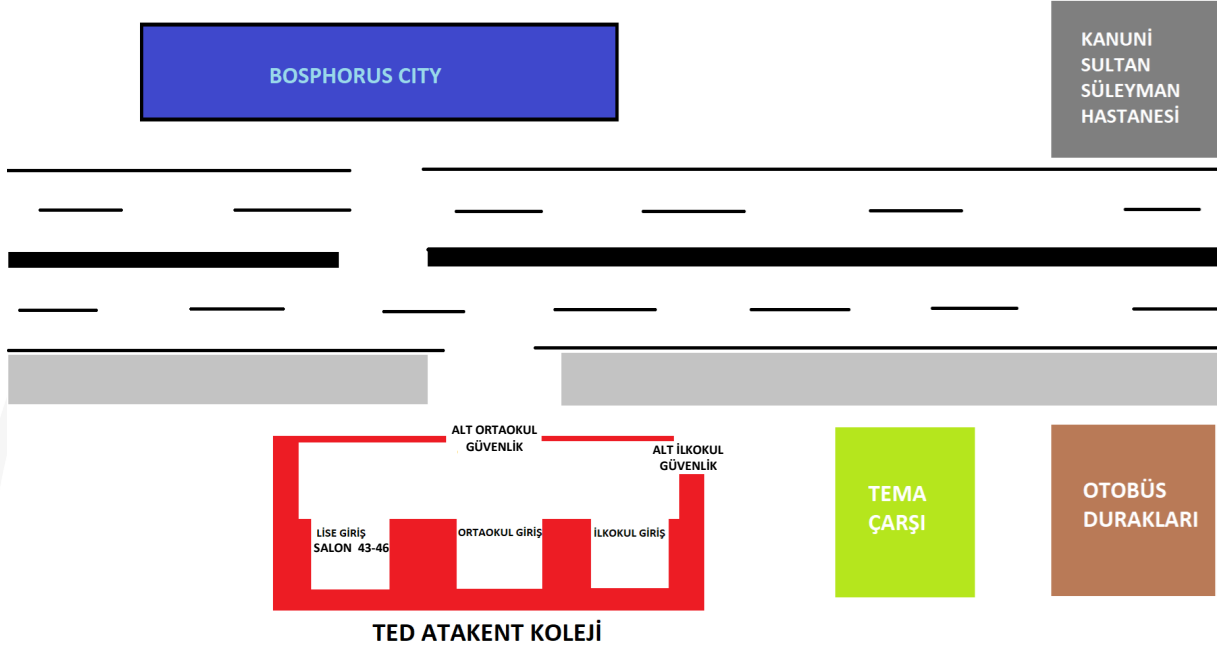 BOSPHORUS CITY
KANUNİ
SULTAN
SÜLEYMAN
HASTANESİ
ALT ORTAOKUL
GÜVENLİK
ALT İLKOKUL
GÜVENLİK
LİSE GİRİŞ
SALON 43-46
ORTAOKUL GİRİŞ
İLKOKUL GİRİŞ
TEMA
ÇARŞI
OTOBÜS
DURAKLARI
TED ATAKENT KOLEJİ